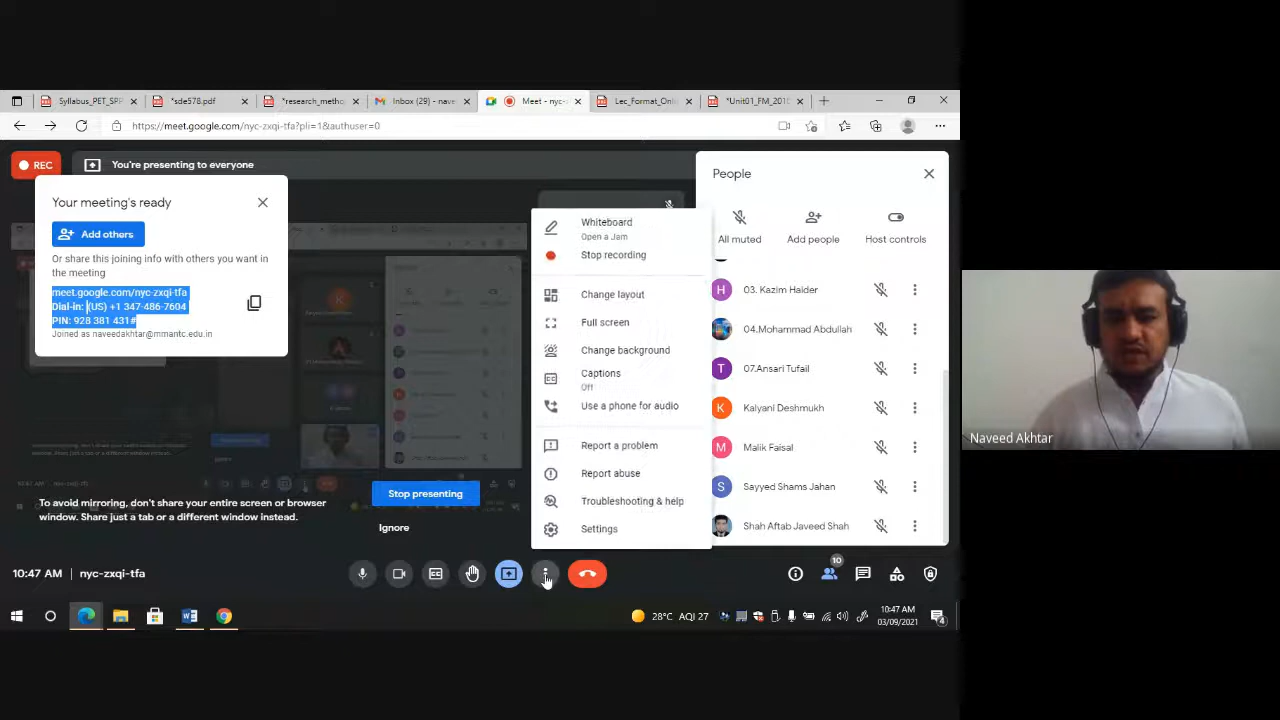 Syllabus_PET_SPP
*sde578.pdf
*research_metho
Inbox (29) - navee
Meet - nyc-z
Lec_Format_Onli
*Unit01_FM_2010
https://meet.google.com/nyc-zxqi-tfa?pli=1&authuser=0
REC
You're presenting to everyone
Your meeting's ready
Add others
Or share this joining info with others you want in
the meeting
meet.google.com/nyc-zxqi-tfa
Dial-in: (US) +1 347-486-7604
PIN: 928 381 431#
Joined as naveedakhtar@mmantc.edu.in
To avoid mirroring, don't share your entire screen or browser
window. Share just a tab or a different window instead.
Stop presenting
Ignore
Whiteboard
Open a Jam
Stop recording
Change layout
Full screen
Change background
Captions
Off
Use a phone for audio
Report a problem
Report abuse
Troubleshooting & help
Settings
People
All muted
Add people
Host controls
H
03. Kazim Haider
04.Mohammad Abdullah
T
07.Ansari Tufail
K
Kalyani Deshmukh
M
Malik Faisal
S
Sayyed Shams Jahan
Shah Aftab Javeed Shah
10:47 AM | nyc-zxqi-tfa
10
28°C AQI 27
10:47 AM
03/09/2021
4
Naveed Akhtar